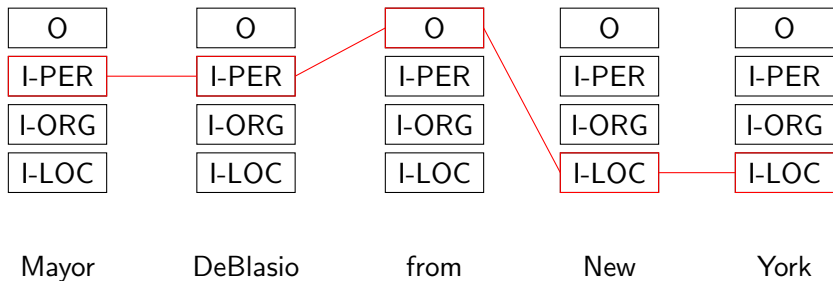 O O O O O
I-PER I-PER I-PER I-PER I-PER
I-ORG I-ORG I-ORG I-ORG I-ORG
I-LOC I-LOC I-LOC I-LOC I-LOC
Mayor DeBlasio from New York